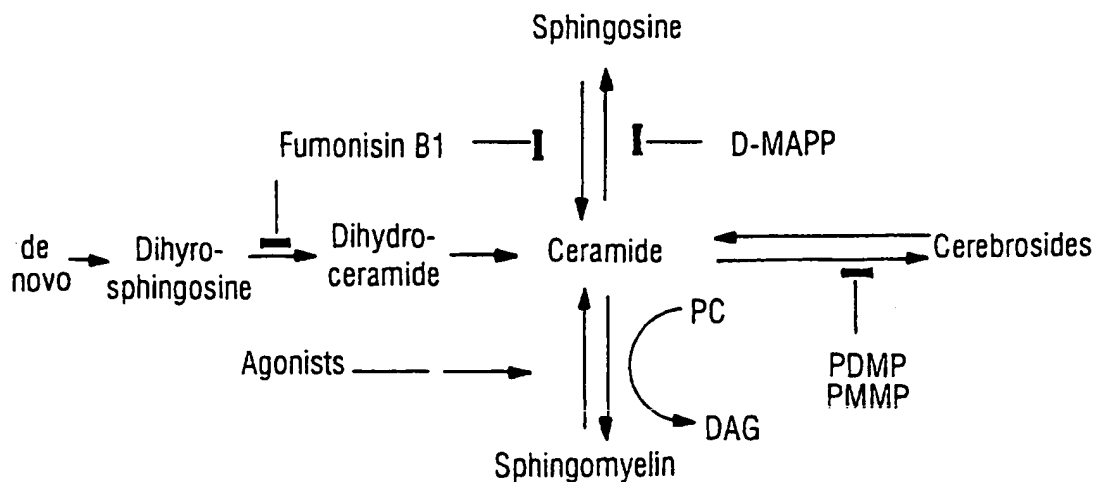 Sphingosine
Fumonisin B1
D-MAPP
de
novo
Dihyro-
sphingosine
Dihydro-
ceramide
Ceramide
Cerebrosides
PC
Agonists
PDMP
PMMP
DAG
Sphingomyelin